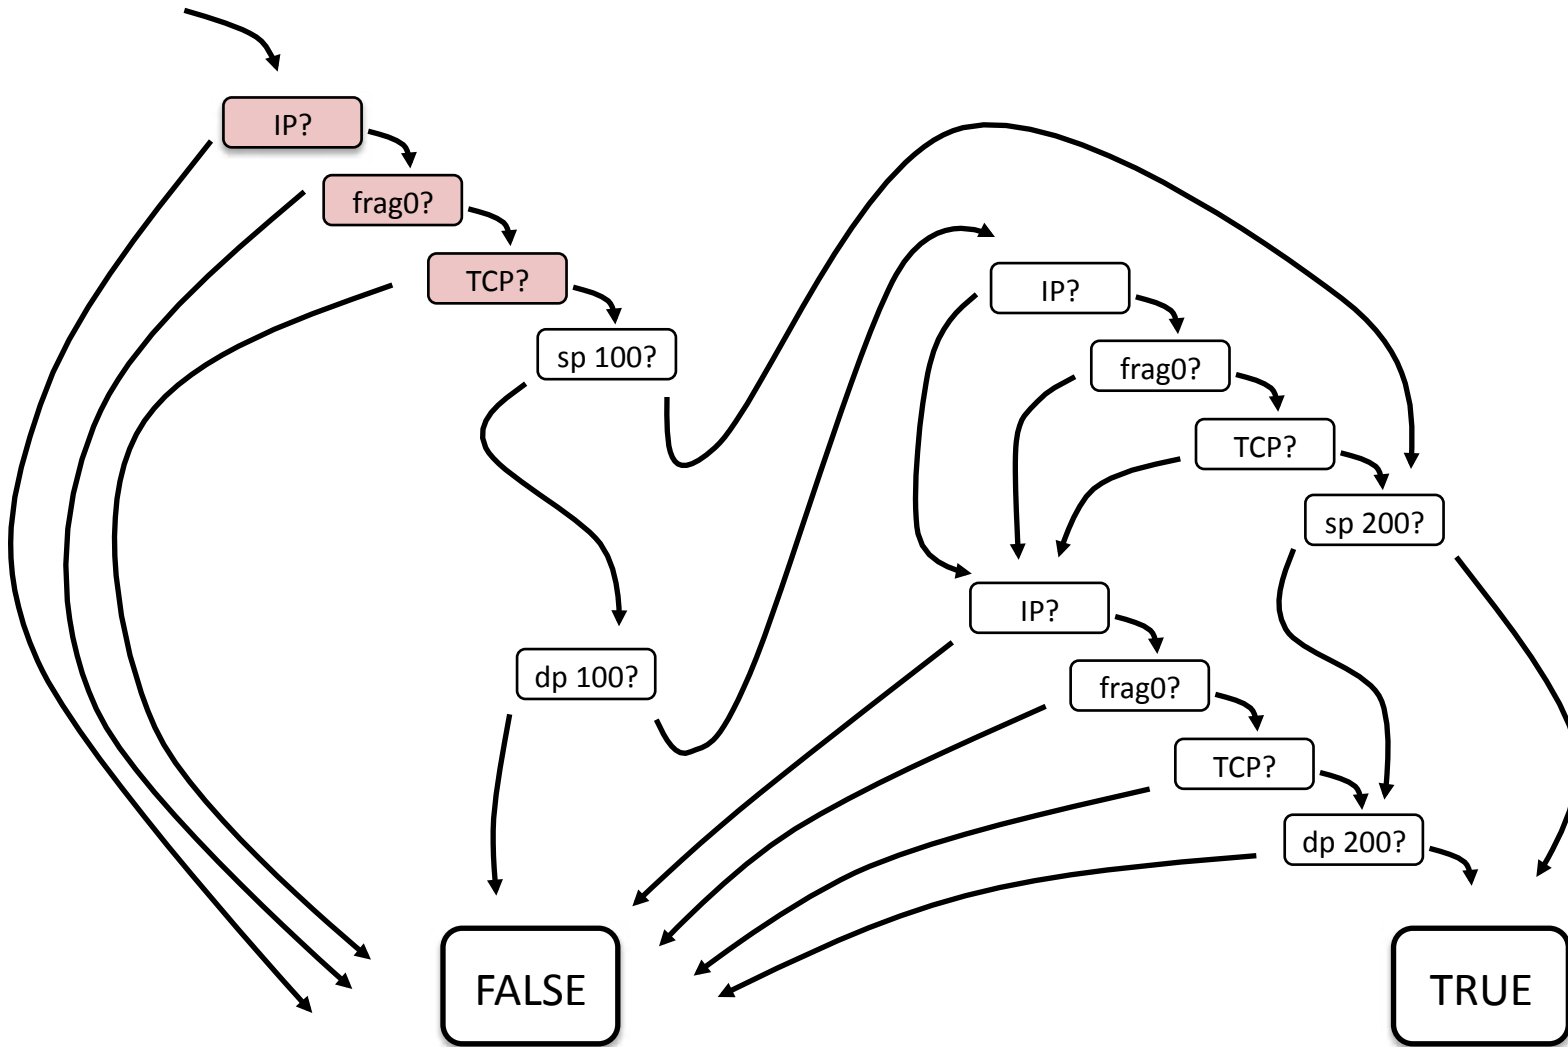 IP?
frag0?
TCP?
sp 100?
dp 100?
IP?
frag0?
TCP?
sp 200?
IP?
frag0?
TCP?
dp 200?
FALSE
TRUE